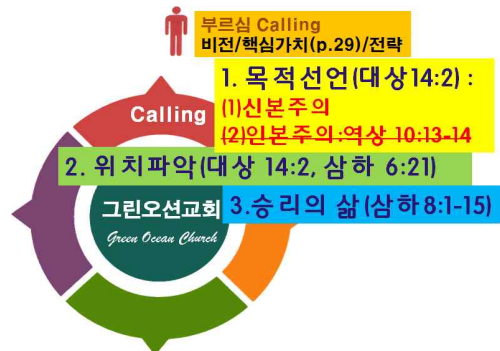 부르심 Calling
비전/핵심가치(p.29)/전략
1. 목적선언(대상14:2) :
(1)신본주의
(2)인본주의:역상 10:13-14
Calling
2. 위치파악(대상 14:2, 삼하 6:21)
그린오션교회
Green Ocean Church
3.승리의 삶(삼하8:1-15)